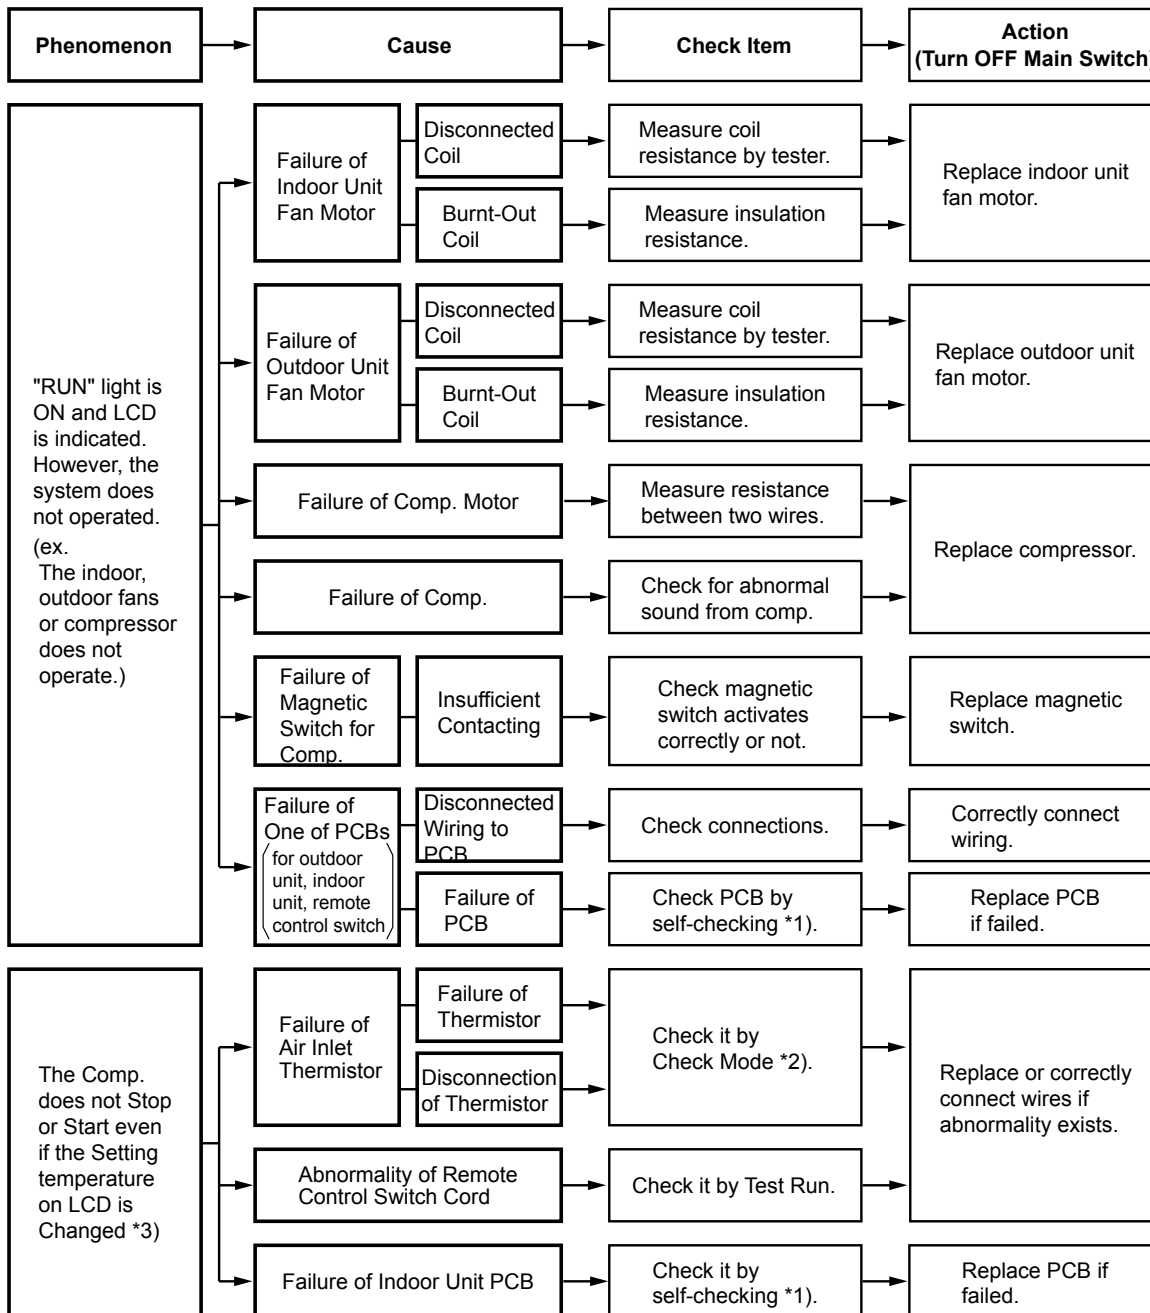 Phenomenon
Cause
Check Item
Action
(Turn OFF Main Switch)
"RUN" light is
ON and LCD
is indicated.
However, the
system does
not operated.
(ex.
The indoor,
outdoor fans
or compressor
does not
operate.)
Failure of
Indoor Unit
Fan Motor
Disconnected
Coil
Measure coil
resistance by tester.
Burnt-Out
Coil
Measure insulation
resistance.
Replace indoor unit
fan motor.
Failure of
Outdoor Unit
Fan Motor
Disconnected
Coil
Measure coil
resistance by tester.
Burnt-Out
Coil
Measure insulation
resistance.
Replace outdoor unit
fan motor.
Failure of Comp. Motor
Measure resistance
between two wires.
Failure of Comp.
Check for abnormal
sound from comp.
Replace compressor.
Failure of
Magnetic
Switch for
Comp.
Insufficient
Contacting
Check magnetic
switch activates
correctly or not.
Replace magnetic
switch.
Failure of
One of PCBs
(for outdoor
unit, indoor
unit, remote
control switch)
Disconnected
Wiring to
PCB
Check connections.
Correctly connect
wiring.
Failure of
PCB
Check PCB by
self-checking *1).
Replace PCB
if failed.
The Comp.
does not Stop
or Start even
if the Setting
temperature
on LCD is
Changed *3)
Failure of
Air Inlet
Thermistor
Failure of
Thermistor
Disconnection
of Thermistor
Check it by
Check Mode *2).
Abnormality of Remote
Control Switch Cord
Check it by Test Run.
Replace or correctly
connect wires if
abnormality exists.
Failure of Indoor Unit PCB
Check it by
self-checking *1).
Replace PCB if
failed.